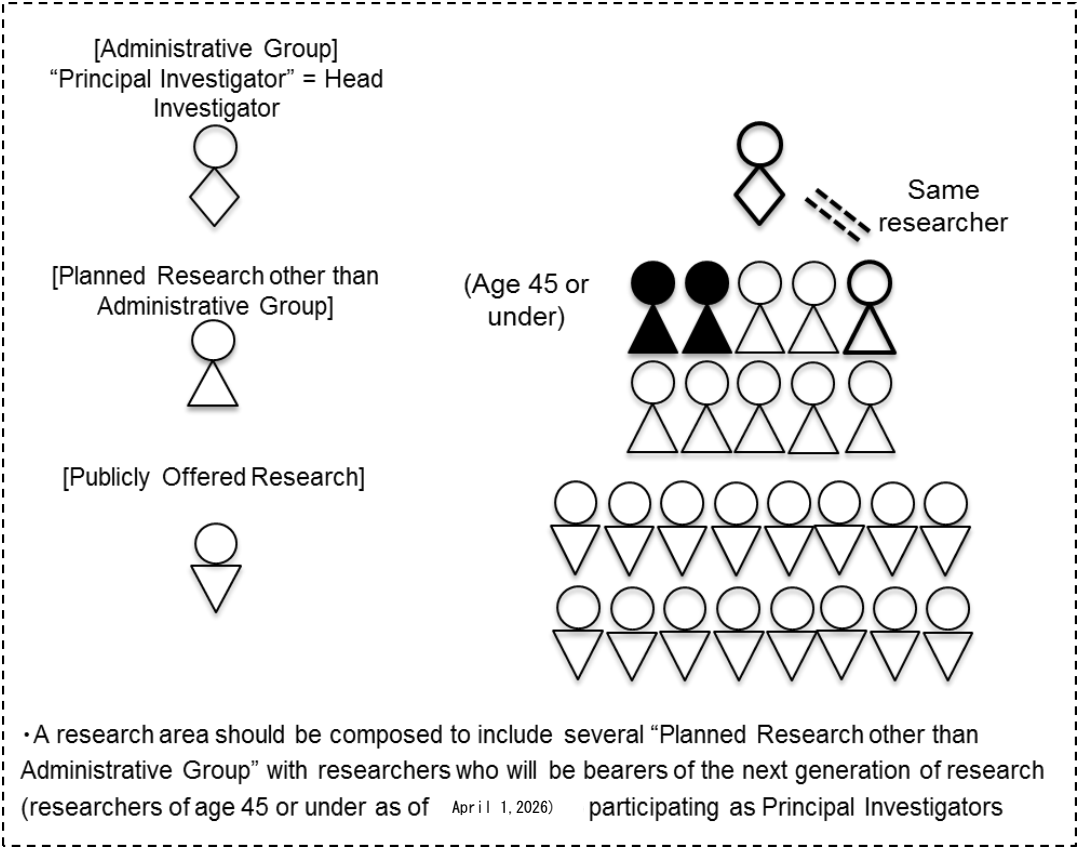 [Administrative Group]
“Principal Investigator” = Head
Investigator
Same
researcher
[Planned Research other than
Administrative Group]
(Age 45 or
under)
[Publicly Offered Research]
・A research area should be composed to include several “Planned Research other than
Administrative Group” with researchers who will be bearers of the next generation of research
(researchers of age 45 or under as of April 1,2026) participating as Principal Investigators